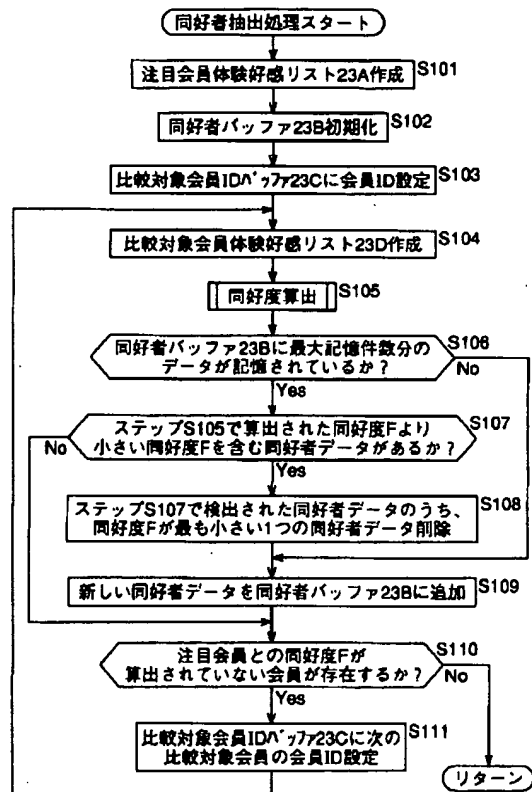 同好者抽出処理スタート
注目会員体験好感リスト23A作成 S101
同好者バッファ23B初期化 S102
比較対象会員IDバッファ23Cに会員ID設定 S103
比較対象会員体験好感リスト23D作成 S104
同好度算出 S105
同好者バッファ23Bに最大記憶件数分の
データが記憶されているか？
S106
No
Yes
ステップS105で算出された同好度Fより
小さい同好度Fを含む同好者データがあるか？
S107
No
Yes
ステップS107で検出された同好者データのうち、
同好度Fが最も小さい1つの同好者データ削除
S108
新しい同好者データを同好者バッファ23Bに追加 S109
注目会員との同好度Fが
算出されていない会員が存在するか？
S110
No
Yes
比較対象会員IDバッファ23Cに次の
比較対象会員の会員ID設定
S111
リターン